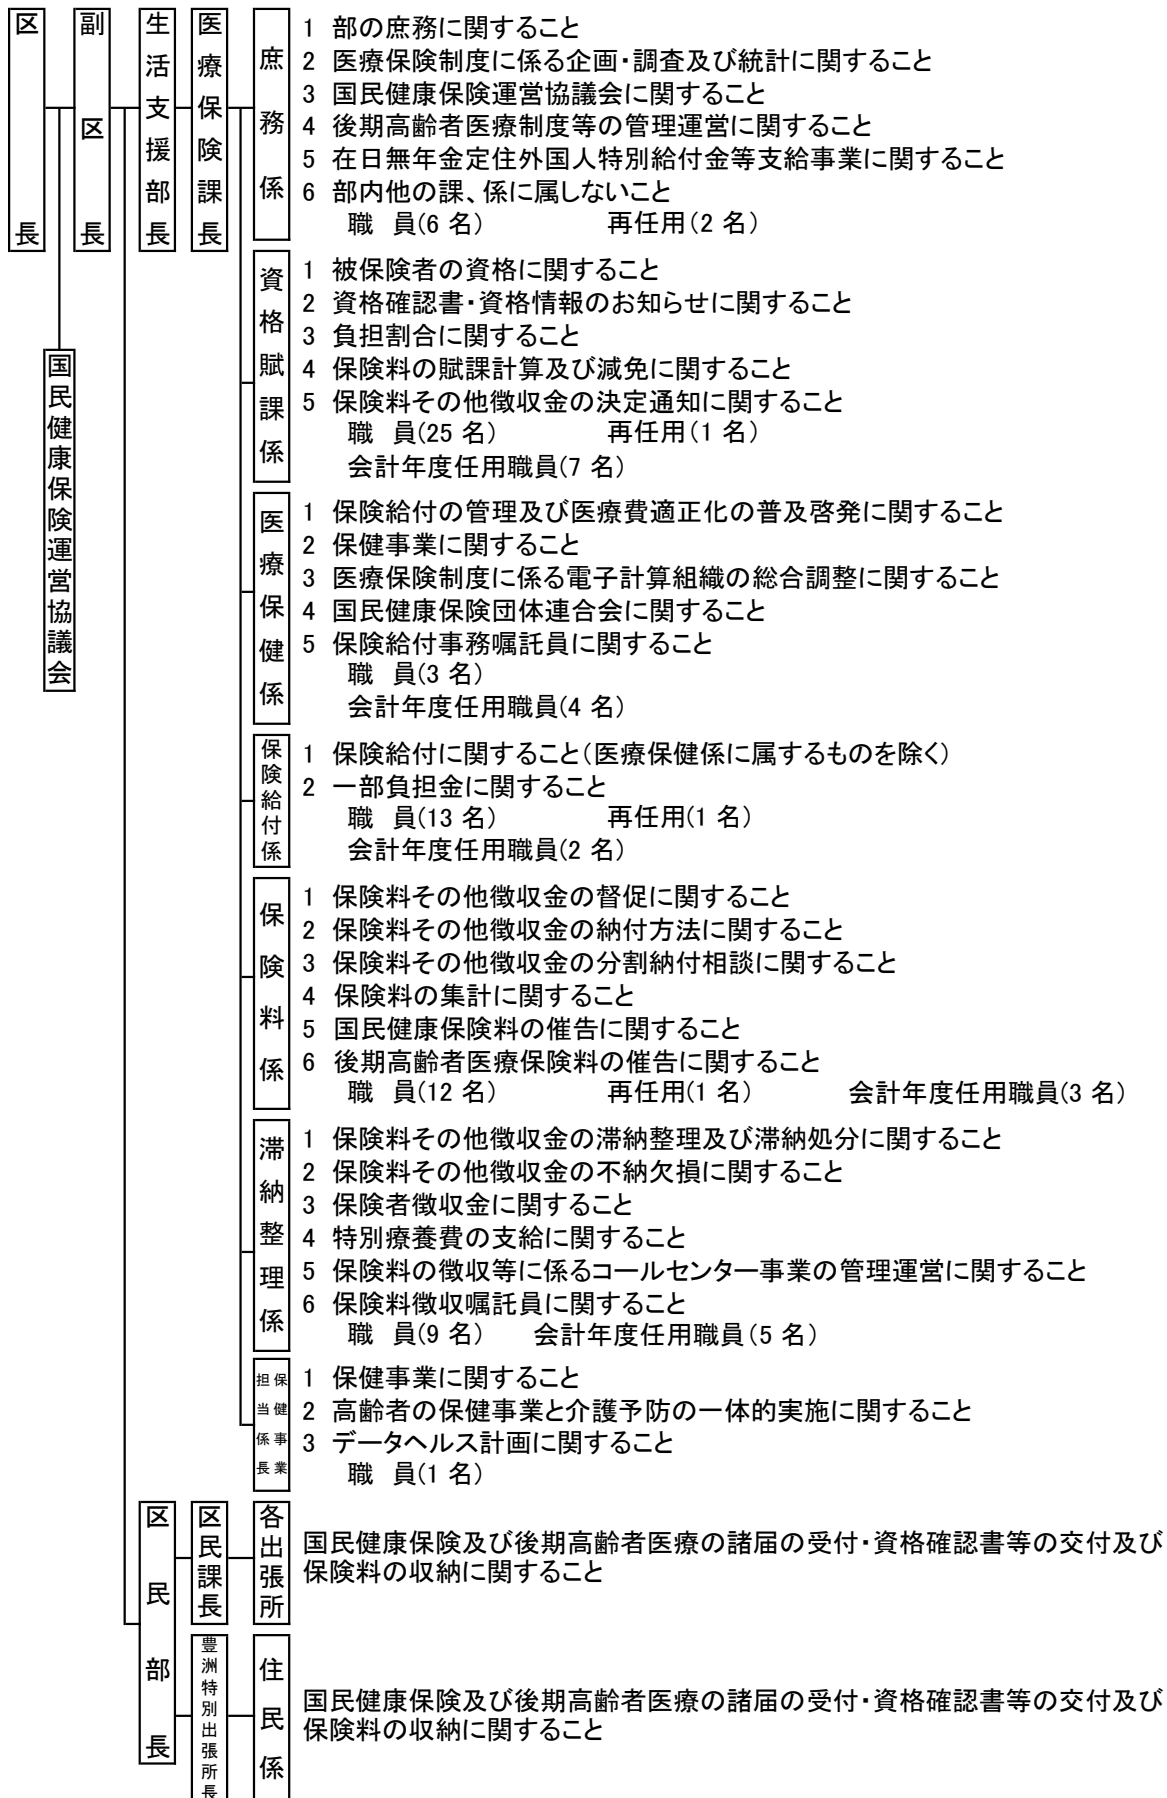 区長
副区長
生活支援部長
医療保険課長
国民健康保険運営協議会
庶務係
1 部の庶務に関すること
2 医療保険制度に係る企画・調査及び統計に関すること
3 国民健康保険運営協議会に関すること
4 後期高齢者医療制度等の管理運営に関すること
5 在日無年金定住外国人特別給付金等支給事業に関すること
6 部内他の課、係に属しないこと
職 員(6 名) 再任用(2 名)
資格賦課係
1 被保険者の資格に関すること
2 資格確認書・資格情報のお知らせに関すること
3 負担割合に関すること
4 保険料の賦課計算及び減免に関すること
5 保険料その他徴収金の決定通知に関すること
職 員(25 名) 再任用(1 名)
会計年度任用職員(7 名)
医療保健係
1 保険給付の管理及び医療費適正化の普及啓発に関すること
2 保健事業に関すること
3 医療保険制度に係る電子計算組織の総合調整に関すること
4 国民健康保険団体連合会に関すること
5 保険給付事務嘱託員に関すること
職 員(3 名)
会計年度任用職員(4 名)
保険給付係
1 保険給付に関すること(医療保健係に属するものを除く)
2 一部負担金に関すること
職 員(13 名) 再任用(1 名)
会計年度任用職員(2 名)
保険料係
1 保険料その他徴収金の督促に関すること
2 保険料その他徴収金の納付方法に関すること
3 保険料その他徴収金の分割納付相談に関すること
4 保険料の集計に関すること
5 国民健康保険料の催告に関すること
6 後期高齢者医療保険料の催告に関すること
職 員(12 名) 再任用(1 名) 会計年度任用職員(3 名)
滞納整理係
1 保険料その他徴収金の滞納整理及び滞納処分に関すること
2 保険料その他徴収金の不納欠損に関すること
3 保険者徴収金に関すること
4 特別療養費の支給に関すること
5 保険料の徴収等に係るコールセンター事業の管理運営に関すること
6 保険料徴収嘱託員に関すること
職 員(9 名) 会計年度任用職員(5 名)
保健事業
担当係長
1 保健事業に関すること
2 高齢者の保健事業と介護予防の一体的実施に関すること
3 データヘルス計画に関すること
職 員(1 名)
区民部長
区民課長
各出張所
国民健康保険及び後期高齢者医療の諸届の受付・資格確認書等の交付及び
保険料の収納に関すること
豊洲特別出張所長
住民係
国民健康保険及び後期高齢者医療の諸届の受付・資格確認書等の交付及び
保険料の収納に関すること